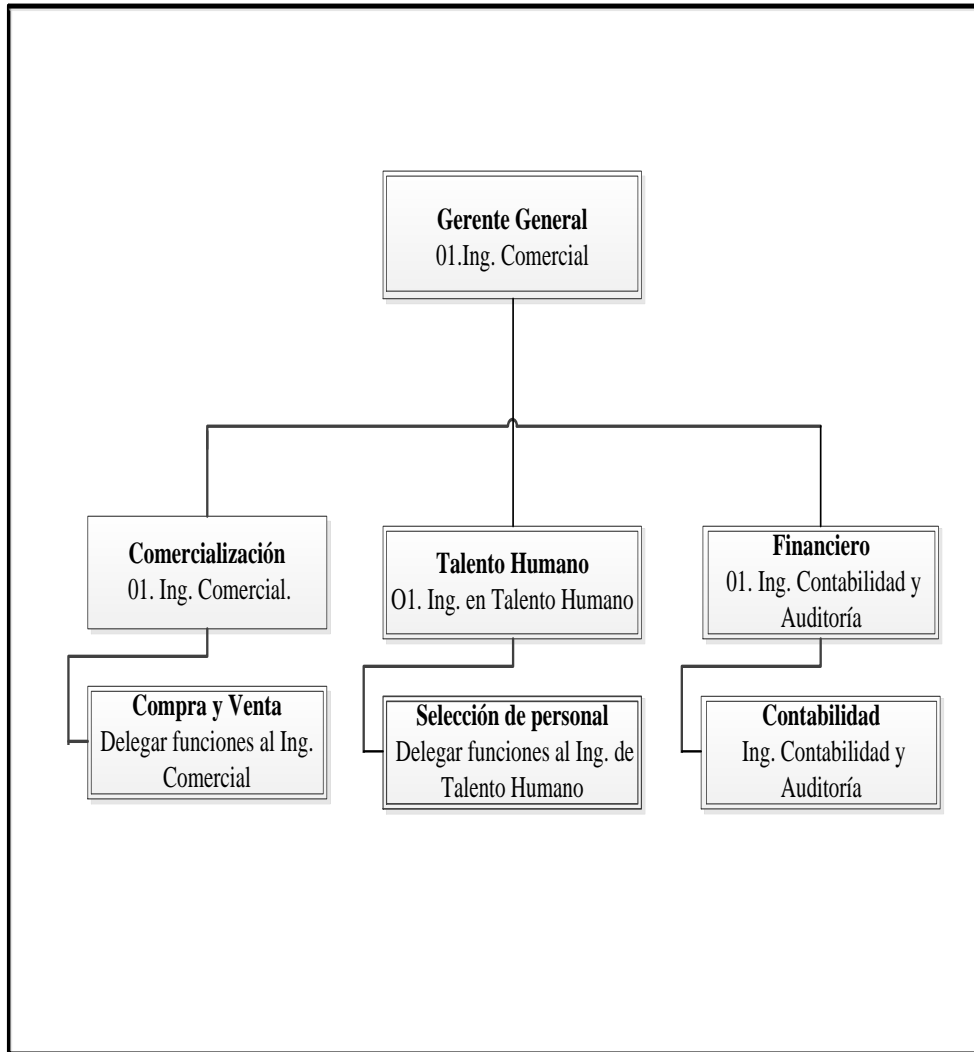 Gerente General
01.Ing. Comercial
Comercialización
01. Ing. Comercial.
Talento Humano
O1. Ing. en Talento Humano
Financiero
01. Ing. Contabilidad y
Auditoría
Compra y Venta
Delegar funciones al Ing.
Comercial
Selección de personal
Delegar funciones al Ing. de
Talento Humano
Contabilidad
Ing. Contabilidad y
Auditoría